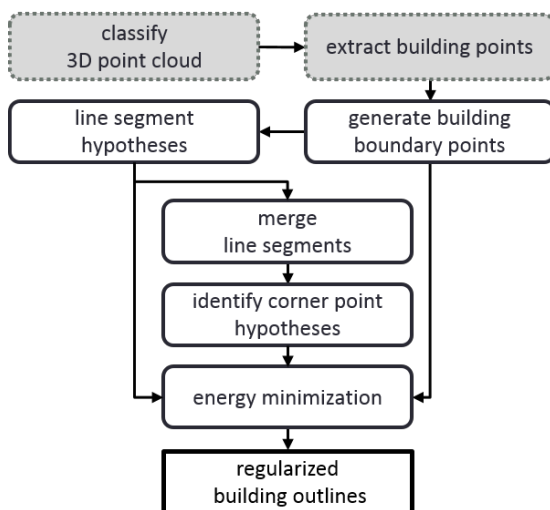 classify
3D point cloud
extract building points
line segment
hypotheses
generate building
boundary points
merge
line segments
identify corner point
hypotheses
energy minimization
regularized
building outlines